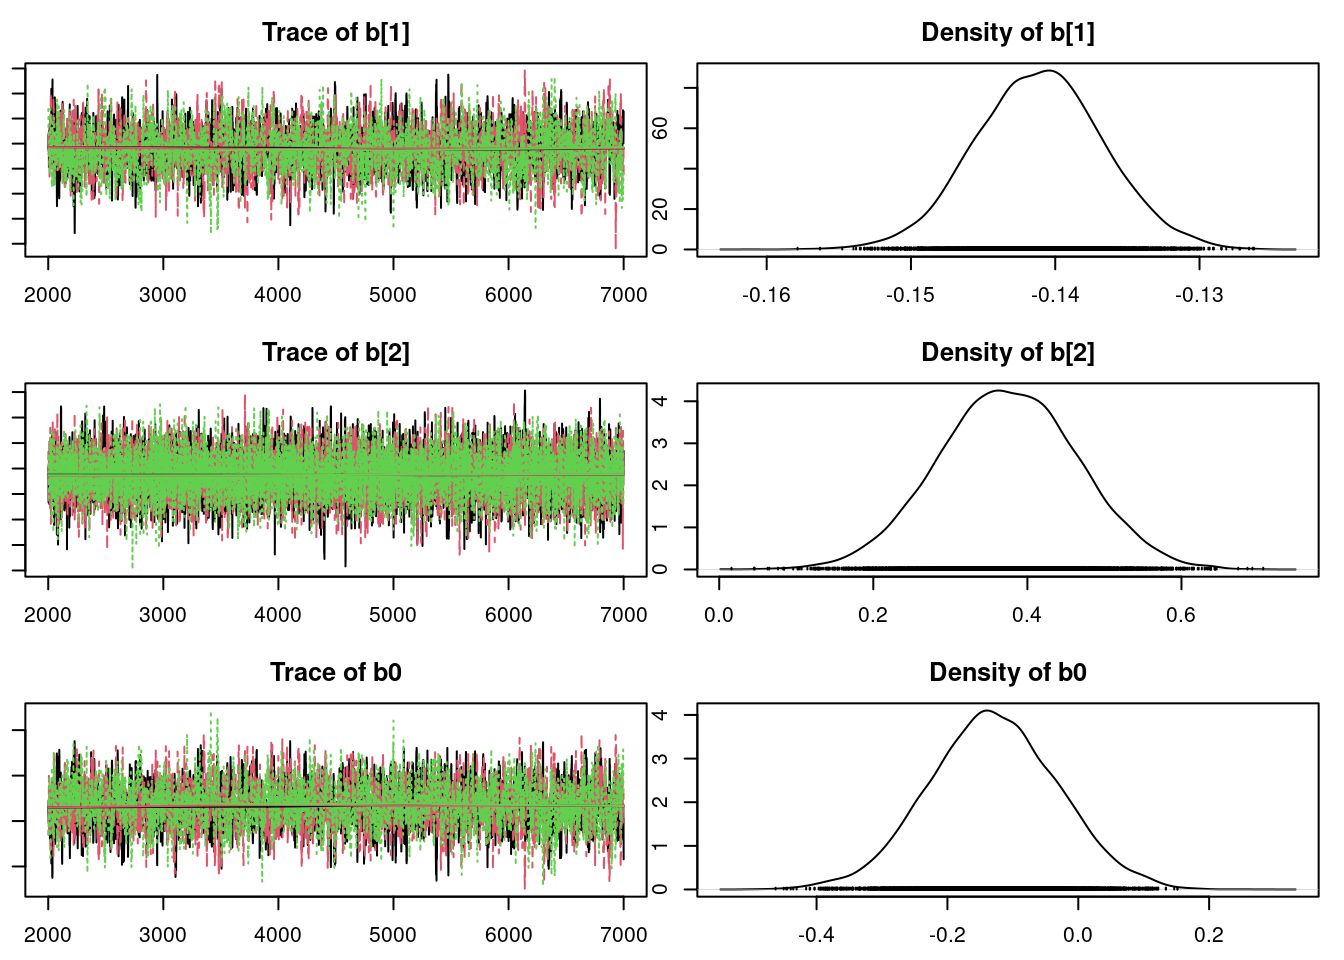 Trace of b[1]
Density of b[1]
0 20 60
2000 3000 4000 5000 6000 7000
-0.16 -0.15 -0.14 -0.13
Trace of b[2]
Density of b[2]
0 1 2 3 4
2000 3000 4000 5000 6000 7000
0.0 0.2 0.4 0.6
Trace of b0
Density of b0
0 1 2 3 4
2000 3000 4000 5000 6000 7000
-0.4 -0.2 0.0 0.2